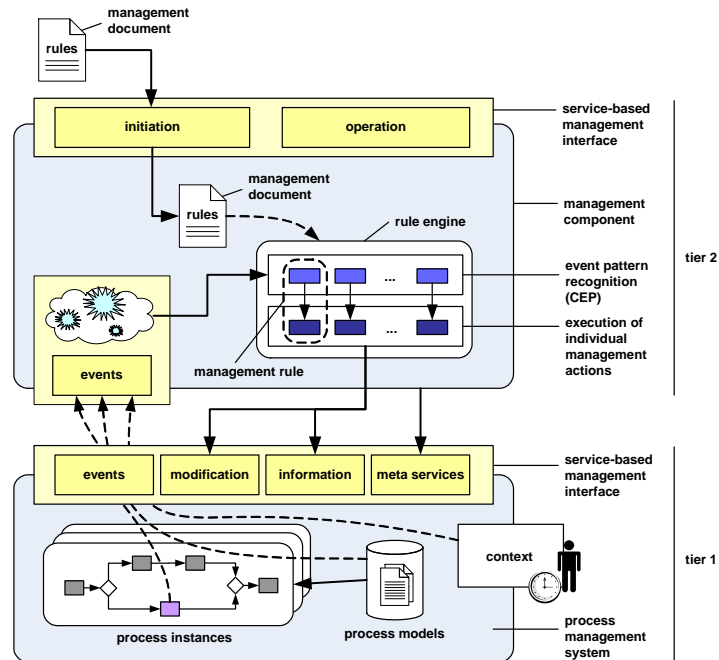 management
document
rules
initiation
operation
service-based
management
interface
management
document
rules
management
component
rule engine
tier 2
...
event pattern
recognition
(CEP)
...
execution of
individual
management
actions
management rule
events
events
modification
information
meta services
service-based
management
interface
context
tier 1
process instances
process models
process
management
system